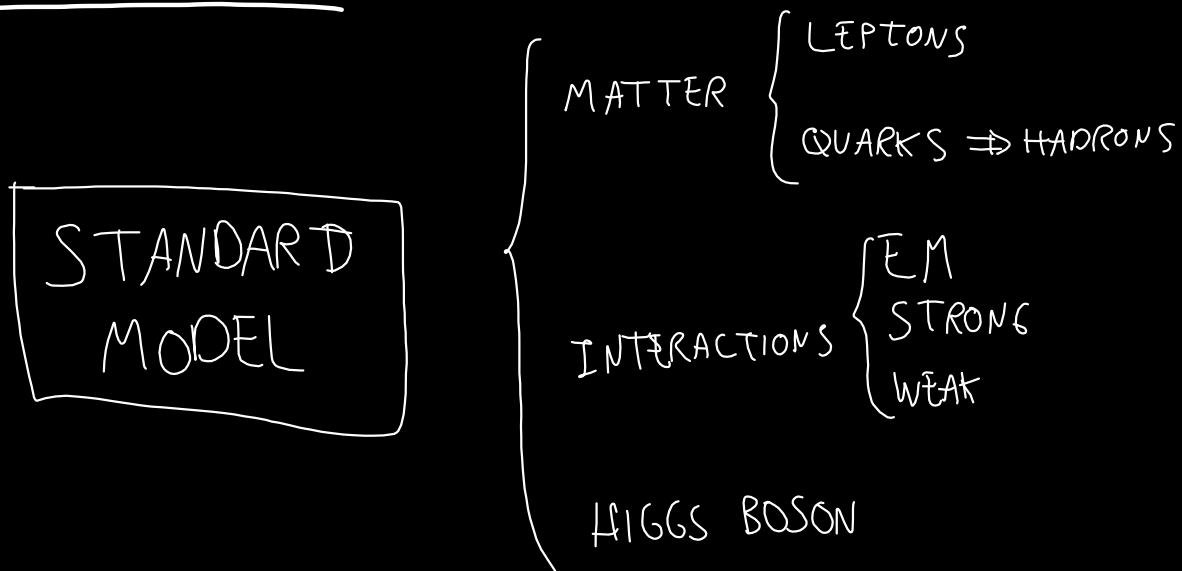 STANDARD
MODEL
MATTER
LEPTONS
QUARKS ⇒ HADRONS
INTERACTIONS
EM
STRONG
WEAK
HIGGS BOSON